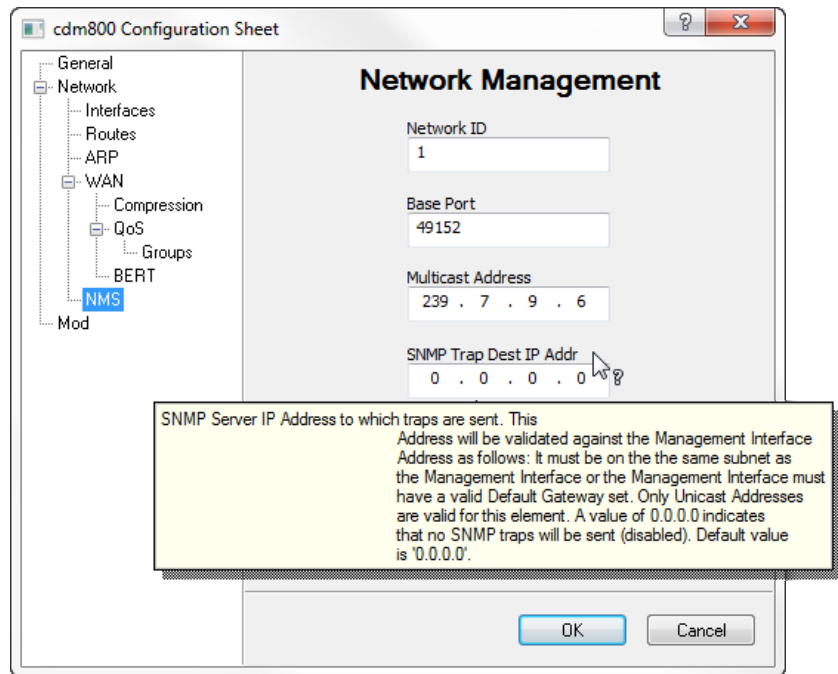 cdm800 Configuration Sheet
General
Network
Interfaces
Routes
ARP
WAN
Compression
QoS
Groups
BERT
NMS
Mod
Network Management
Network ID
1
Base Port
49152
Multicast Address
239 . 7 . 9 . 6
SNMP Trap Dest IP Addr
0 . 0 . 0 . 0
SNMP Server IP Address to which traps are sent. This
Address will be validated against the Management Interface
Address as follows: It must be on the the same subnet as
the Management Interface or the Management Interface must
have a valid Default Gateway set. Only Unicast Addresses
are valid for this element. A value of 0.0.0.0 indicates
that no SNMP traps will be sent (disabled). Default value
is '0.0.0.0'.
OK
Cancel